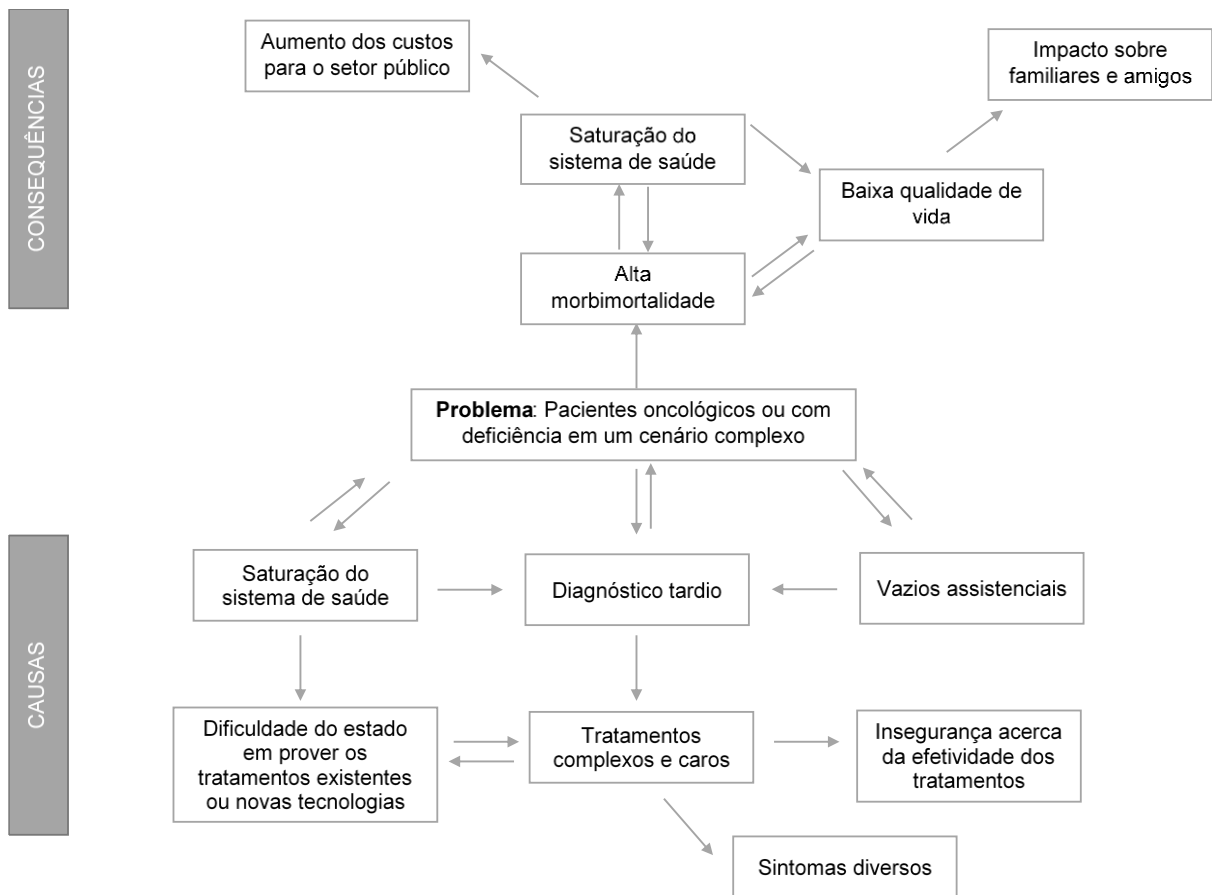 CONSEQUÊNCIAS
Aumento dos custos
para o setor público
Impacto sobre
familiares e amigos
Saturação do
sistema de saúde
Baixa qualidade de
vida
Alta
morbimortalidade
Problema: Pacientes oncológicos ou com
deficiência em um cenário complexo
CAUSAS
Saturação do
sistema de saúde
Diagnóstico tardio
Vazios assistenciais
Dificuldade do estado
em prover os
tratamentos existentes
ou novas tecnologias
Tratamentos
complexos e caros
Insegurança acerca
da efetividade dos
tratamentos
Sintomas diversos